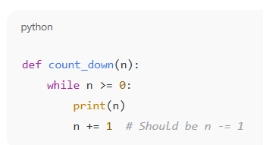 python
def count_down(n):
    while n >= 0:
        print(n)
        n += 1  # Should be n -= 1